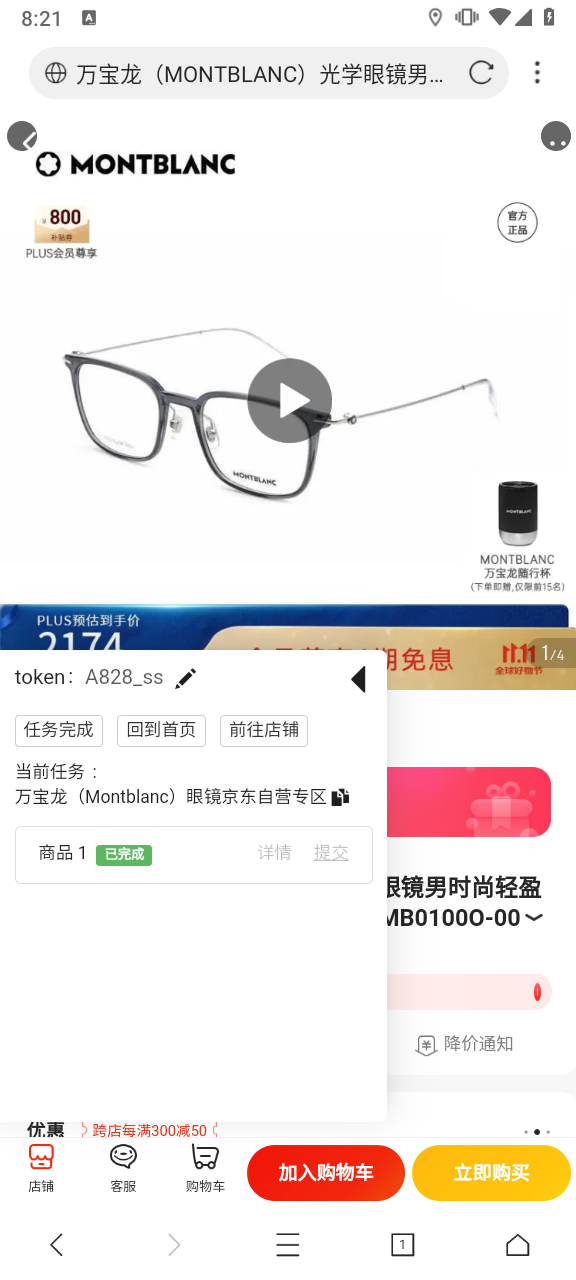 8:21
A
万宝龙（MONTBLANC）光学眼镜男...
MONTBLANC
¥800
补贴券
PLUS会员尊享
官方
正品
MONTBLANC
MONTBLANC
MONTBLANC
万宝龙随行杯
(下单即赠,仅限前15名)
PLUS预估到手价
2174
期免息
11.11
全球好物节
1/4
token: A828_ss
任务完成
回到首页
前往店铺
当前任务：
万宝龙（Montblanc）眼镜京东自营专区
商品 1 已完成 详情 提交
眼镜男时尚轻盈
MB0100O-00
降价通知
优惠 跨店每满300减50
店铺
客服
购物车
加入购物车
立即购买
1